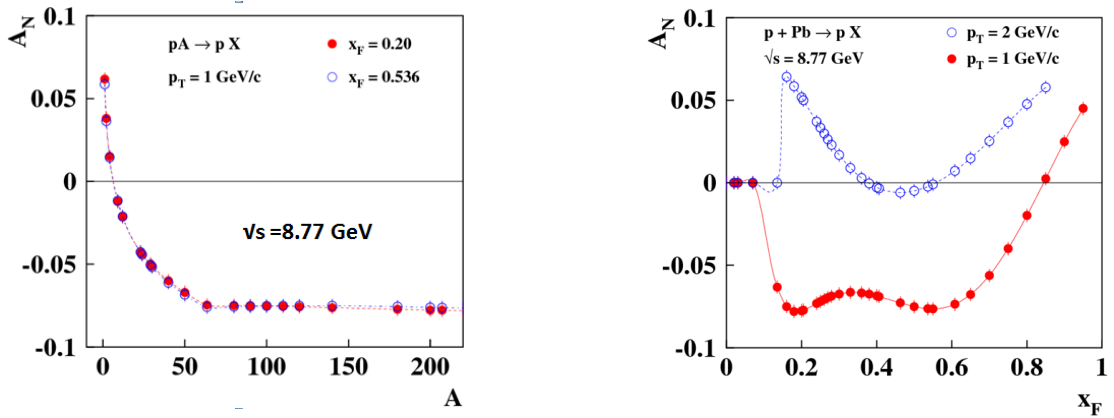 A_N
0.1
0.05
0
-0.05
-0.1
pA → p X
p_T = 1 GeV/c
x_F = 0.20
x_F = 0.536
√s =8.77 GeV
0 50 100 150 200
A
A_N
0.1
0.05
0
-0.05
-0.1
p + Pb → p X
√s = 8.77 GeV
p_T = 2 GeV/c
p_T = 1 GeV/c
0 0.2 0.4 0.6 0.8 1
x_F